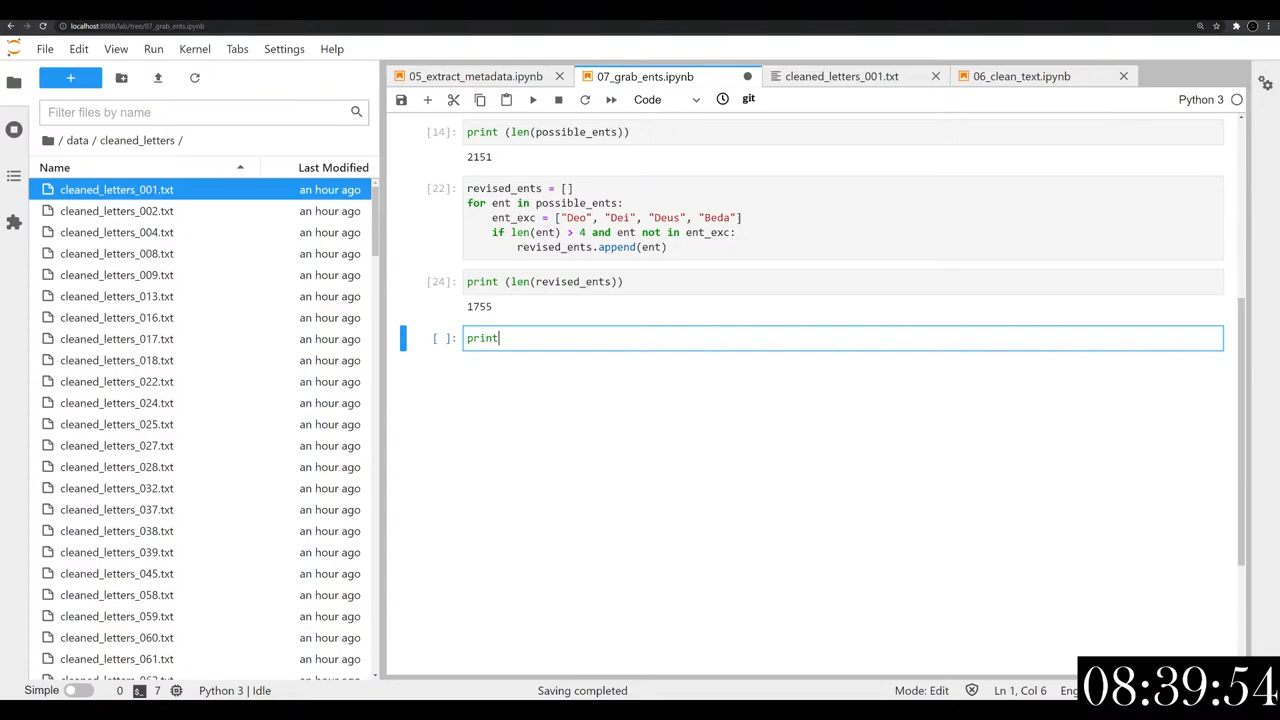 localhost:8888/lab/tree/07_grab_ents.ipynb
File Edit View Run Kernel Tabs Settings Help
05_extract_metadata.ipynb
07_grab_ents.ipynb
cleaned_letters_001.txt
06_clean_text.ipynb
Filter files by name
Code
git
Python 3
/ data / cleaned_letters /
Name
Last Modified
cleaned_letters_001.txt an hour ago
cleaned_letters_002.txt an hour ago
cleaned_letters_004.txt an hour ago
cleaned_letters_008.txt an hour ago
cleaned_letters_009.txt an hour ago
cleaned_letters_013.txt an hour ago
cleaned_letters_016.txt an hour ago
cleaned_letters_017.txt an hour ago
cleaned_letters_018.txt an hour ago
cleaned_letters_022.txt an hour ago
cleaned_letters_024.txt an hour ago
cleaned_letters_025.txt an hour ago
cleaned_letters_027.txt an hour ago
cleaned_letters_028.txt an hour ago
cleaned_letters_032.txt an hour ago
cleaned_letters_037.txt an hour ago
cleaned_letters_038.txt an hour ago
cleaned_letters_039.txt an hour ago
cleaned_letters_045.txt an hour ago
cleaned_letters_058.txt an hour ago
cleaned_letters_059.txt an hour ago
cleaned_letters_060.txt an hour ago
cleaned_letters_061.txt an hour ago
[14]: print (len(possible_ents))
2151
[22]: revised_ents = []
for ent in possible_ents:
ent_exc = ["Deo", "Dei", "Deus", "Beda"]
if len(ent) > 4 and ent not in ent_exc:
revised_ents.append(ent)
[24]: print (len(revised_ents))
1755
[ ]: print
Simple 0 7 Python 3 | Idle
Saving completed
Mode: Edit
Ln 1, Col 6
08:39:54